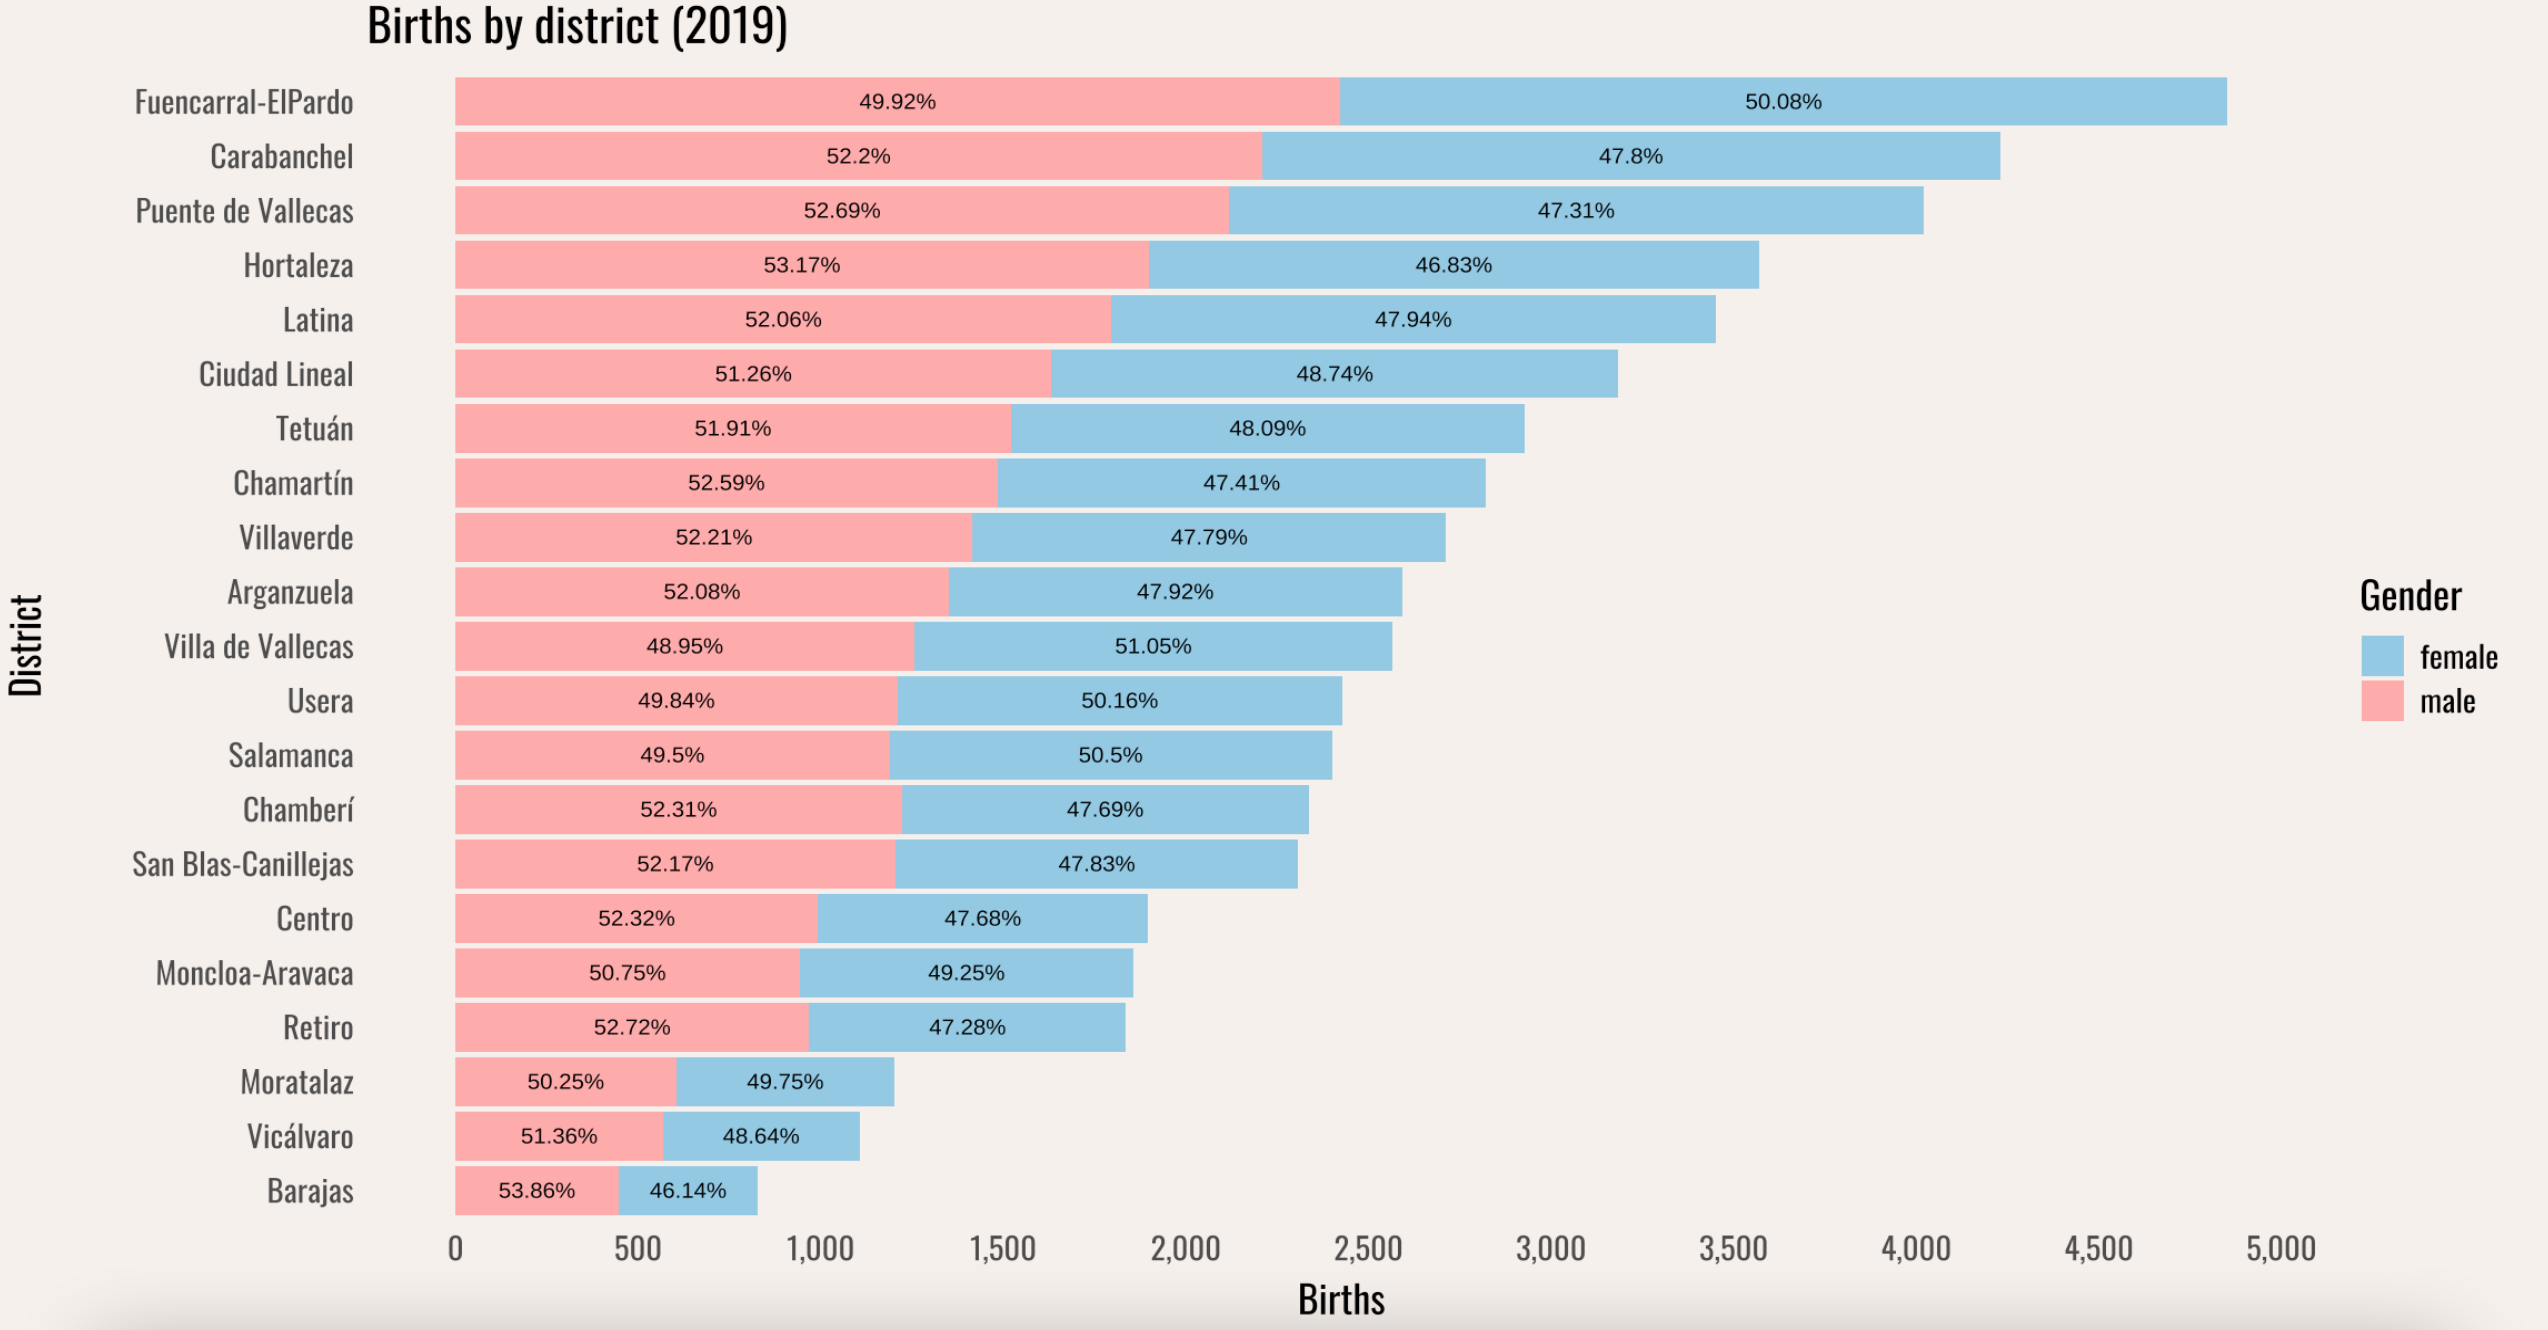 Births by district (2019)
Fuencarral-ElPardo 49.92% 50.08%
Carabanchel 52.2% 47.8%
Puente de Vallecas 52.69% 47.31%
Hortaleza 53.17% 46.83%
Latina 52.06% 47.94%
Ciudad Lineal 51.26% 48.74%
Tetuán 51.91% 48.09%
Chamartín 52.59% 47.41%
Villaverde 52.21% 47.79%
Arganzuela 52.08% 47.92%
Villa de Vallecas 48.95% 51.05%
Usera 49.84% 50.16%
Salamanca 49.5% 50.5%
Chamberí 52.31% 47.69%
San Blas-Canillejas 52.17% 47.83%
Centro 52.32% 47.68%
Moncloa-Aravaca 50.75% 49.25%
Retiro 52.72% 47.28%
Moratalaz 50.25% 49.75%
Vicálvaro 51.36% 48.64%
Barajas 53.86% 46.14%
0 500 1,000 1,500 2,000 2,500 3,000 3,500 4,000 4,500 5,000
Births
District
Gender
female
male